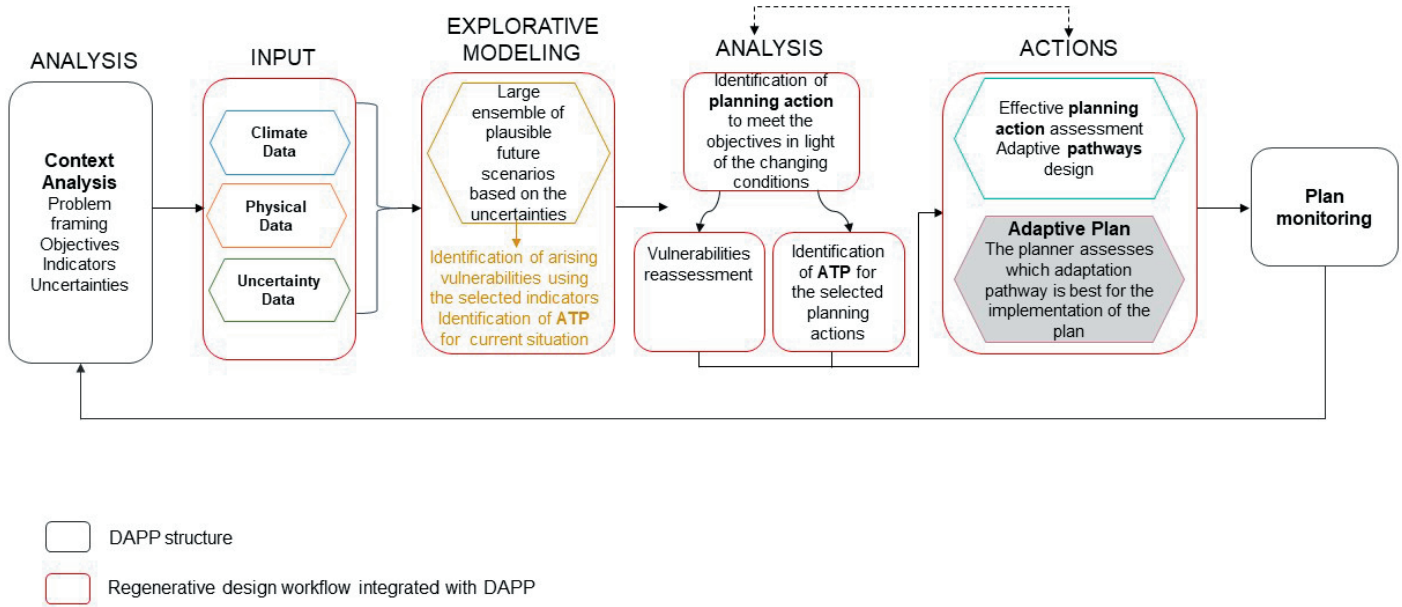 ANALYSIS
Context
Analysis
Problem
framing
Objectives
Indicators
Uncertainties
INPUT
Climate
Data
Physical
Data
Uncertainty
Data
EXPLORATIVE
MODELING
Large
ensemble of
plausible
future
scenarios
based on the
uncertainties
Identification of arising
vulnerabilities using
the selected indicators
Identification of ATP
for current situation
ANALYSIS
Identification of
planning action
to meet the
objectives in light
of the changing
conditions
Vulnerabilities
reassessment
Identification
of ATP for
the selected
planning
actions
ACTIONS
Effective planning
action assessment
Adaptive pathways
design
Adaptive Plan
The planner assesses
which adaptation
pathway is best for the
implementation of the
plan
Plan
monitoring
DAPP structure
Regenerative design workflow integrated with DAPP